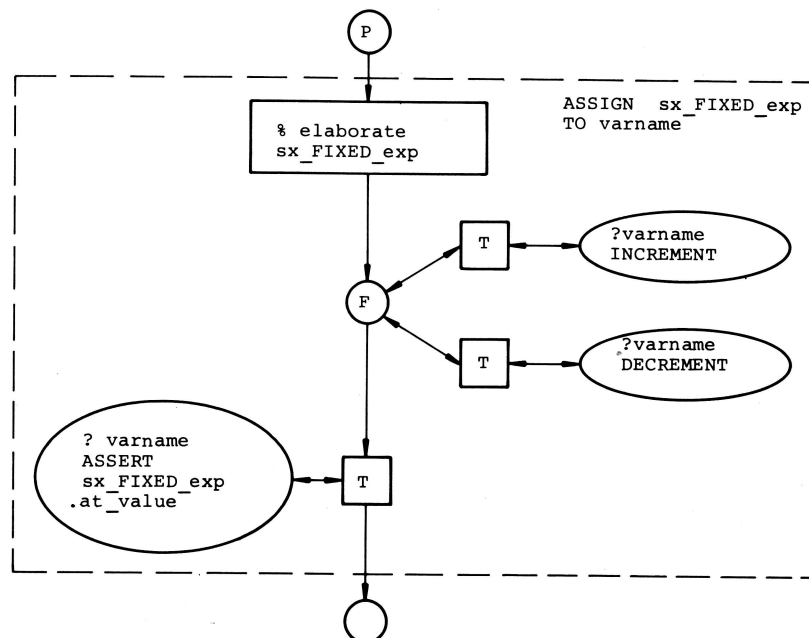 P
ASSIGN sx_FIXED_exp
TO varname
% elaborate
sx_FIXED_exp
T
?varname
INCREMENT
F
T
?varname
DECREMENT
? varname
ASSERT
sx_FIXED_exp
.at_value
T